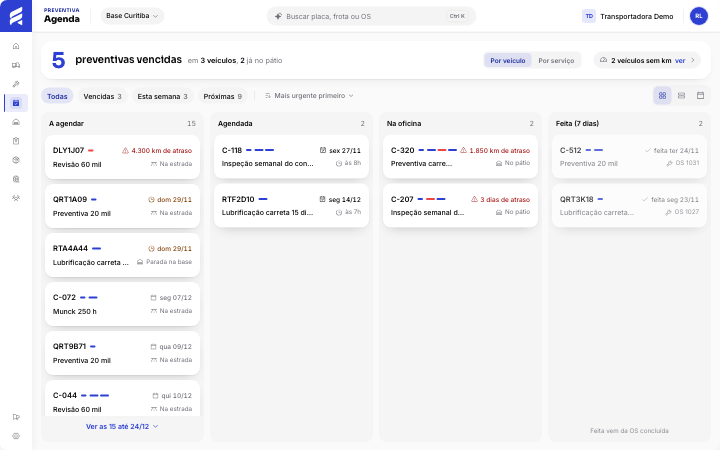 PREVENTIVA
Agenda
Base Curitiba
Buscar placa, frota ou OS
Ctrl K
TD
Transportadora Demo
RL
5 preventivas vencidas em 3 veículos, 2 já no pátio
Por veículo
Por serviço
2 veículos sem km ver
Todas
Vencidas 3
Esta semana 3
Próximas 9
Mais urgente primeiro
A agendar 15
DLY1J07
4.300 km de atraso
Revisão 60 mil
Na estrada
QRT1A09
dom 29/11
Preventiva 20 mil
Na estrada
RTA4A44
dom 29/11
Lubrificação carreta ...
Parada na base
C-072
seg 07/12
Munck 250 h
Na estrada
QRT9B71
qua 09/12
Preventiva 20 mil
Na estrada
C-044
qui 10/12
Revisão 60 mil
Na estrada
Ver as 15 até 24/12
Agendada 2
C-118
sex 27/11
Inspeção semanal do con...
às 8h
RTF2D10
seg 14/12
Lubrificação carreta 15 di...
às 7h
Na oficina 2
C-320
1.850 km de atraso
Preventiva carre...
No pátio
C-207
3 dias de atraso
Inspeção semanal d...
No pátio
Feita (7 dias) 2
C-512
feita ter 24/11
Preventiva 20 mil
OS 1031
QRT3K18
feita seg 23/11
Lubrificação carreta...
OS 1027
Feita vem da OS concluída